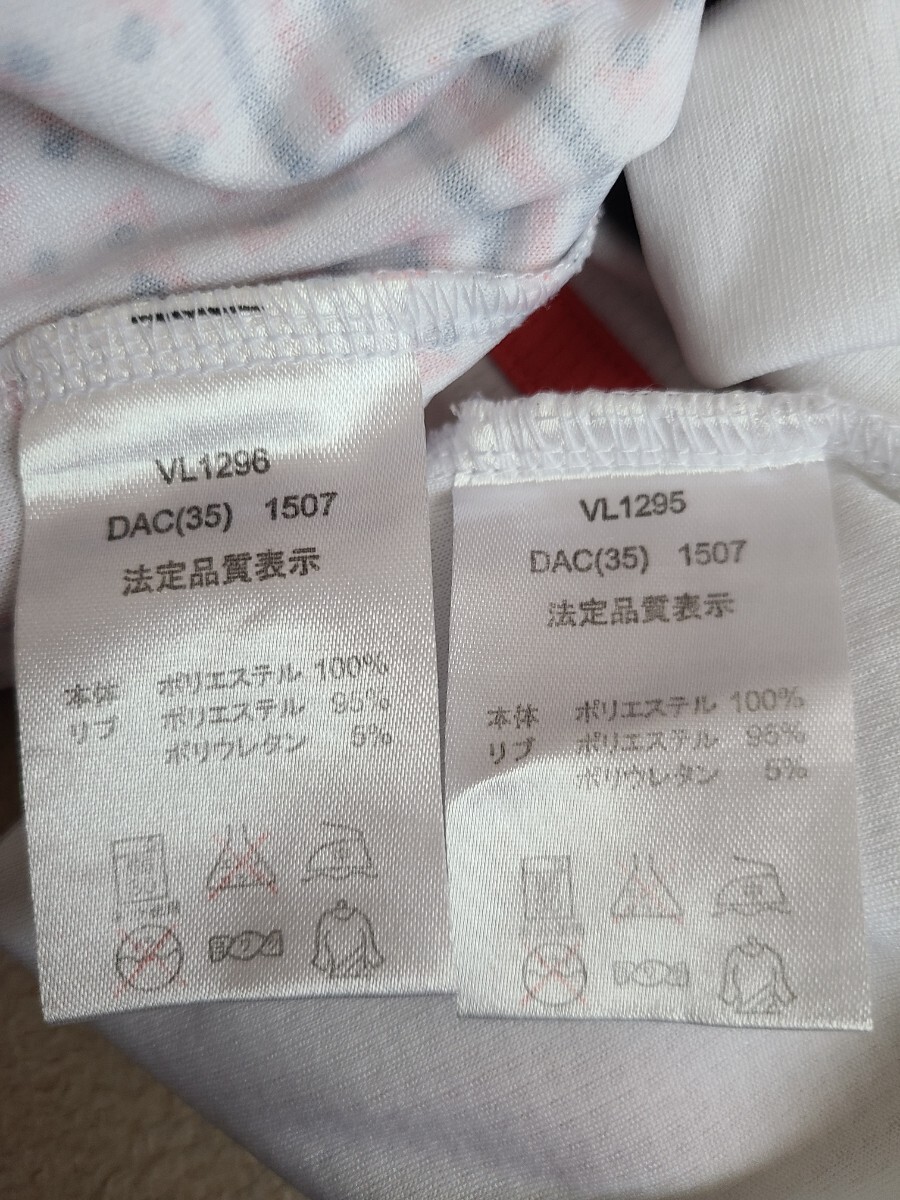 VL1296
DAC(35) 1507
法定品質表示
本体 ポリエステル 100%
リブ ポリエステル 95%
ポリウレタン 5%
中
VL1295
DAC(35) 1507
法定品質表示
本体 ポリエステル 100%
リブ ポリエステル 95%
ポリウレタン 5%
中